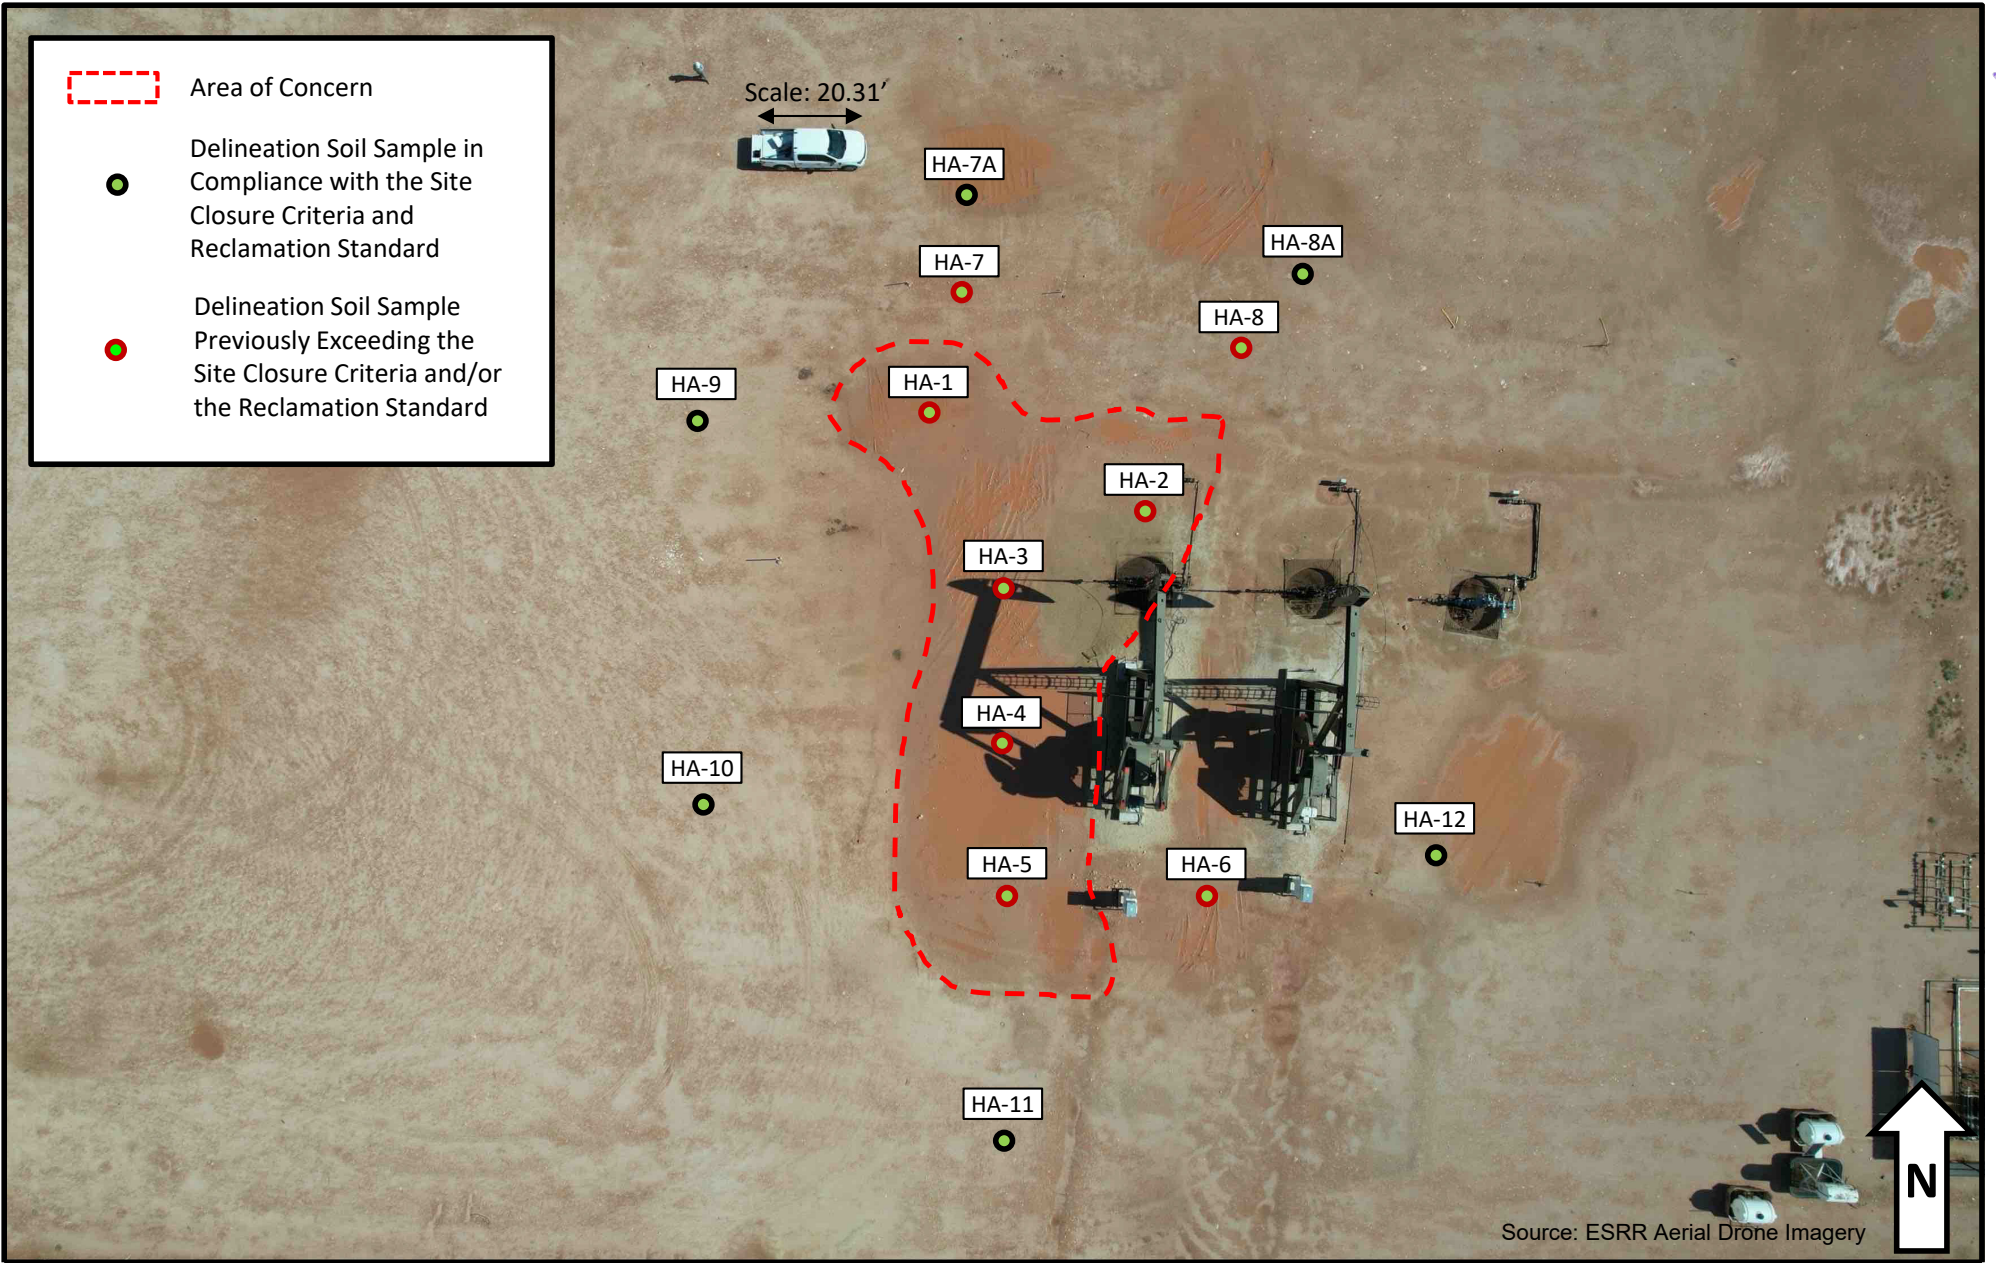 Area of Concern
Delineation Soil Sample in
Compliance with the Site
Closure Criteria and
Reclamation Standard
Delineation Soil Sample
Previously Exceeding the
Site Closure Criteria and/or
the Reclamation Standard
Scale: 20.31’
HA-7A
HA-8A
HA-7
HA-8
HA-9
HA-1
HA-2
HA-3
HA-4
HA-10
HA-12
HA-5
HA-6
HA-11
N
Source: ESRR Aerial Drone Imagery